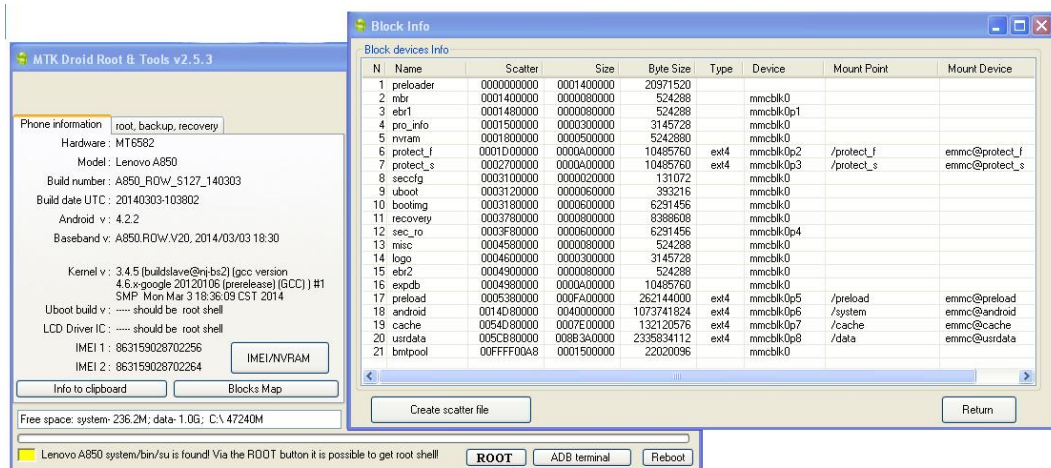 MTK Droid Root & Tools v2.5.3
Phone information root, backup, recovery
Hardware : MT6582
Model : Lenovo A850
Build number : A850_ROW_S127_140303
Build date UTC : 20140303-103802
Android v : 4.2.2
Baseband v: A850.ROW.V20, 2014/03/03 18:30
Kernel v : 3.4.5 (buildslave@nj-bs2) (gcc version
4.6.x-google 20120106 (prerelease) (GCC) ) #1
SMP Mon Mar 3 18:36:09 CST 2014
Uboot build v : ----- should be root shell
LCD Driver IC : ----- should be root shell
IMEI 1 : 863159028702256
IMEI 2 : 863159028702264
IMEI/NVRAM
Info to clipboard Blocks Map
Free space: system- 236.2M; data- 1.0G; C:\ 47240M
Lenovo A850 system/bin/su is found! Via the ROOT button it is possible to get root shell!
ROOT ADB terminal Reboot
Block Info
Block devices Info
N Name Scatter Size Byte Size Type Device Mount Point Mount Device
1 preloader 0000000000 0001400000 20971520
2 mbr 0001400000 0000080000 524288 mmcblk0
3 ebr1 0001480000 0000080000 524288 mmcblk0p1
4 pro_info 0001500000 0000300000 3145728 mmcblk0
5 nvram 0001800000 0000500000 5242880 mmcblk0
6 protect_f 0001D00000 0000A00000 10485760 ext4 mmcblk0p2 /protect_f emmc@protect_f
7 protect_s 0002700000 0000A00000 10485760 ext4 mmcblk0p3 /protect_s emmc@protect_s
8 seccfg 0003100000 0000020000 131072 mmcblk0
9 uboot 0003120000 0000060000 393216 mmcblk0
10 bootimg 0003180000 0000600000 6291456 mmcblk0
11 recovery 0003780000 0000800000 8388608 mmcblk0
12 sec_ro 0003F80000 0000600000 6291456 mmcblk0p4
13 misc 0004580000 0000080000 524288 mmcblk0
14 logo 0004600000 0000300000 3145728 mmcblk0
15 ebr2 0004900000 0000080000 524288 mmcblk0
16 expdb 0004980000 0000A00000 10485760 mmcblk0
17 preload 0005380000 000FA00000 262144000 ext4 mmcblk0p5 /preload emmc@preload
18 android 0014D80000 0040000000 1073741824 ext4 mmcblk0p6 /system emmc@android
19 cache 0054D80000 0007E00000 132120576 ext4 mmcblk0p7 /cache emmc@cache
20 usrdata 005CB80000 008B3A0000 2335834112 ext4 mmcblk0p8 /data emmc@usrdata
21 bmtpool 00FFFF00A8 0001500000 22020096 mmcblk0
Create scatter file Return